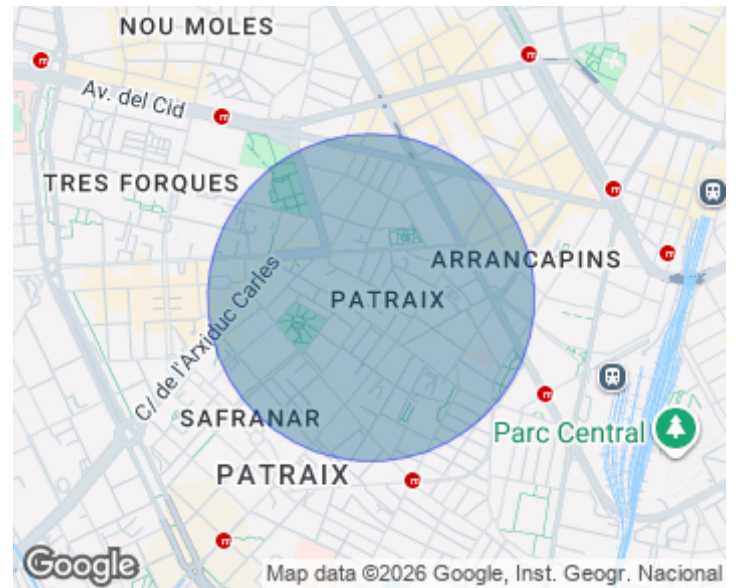 NOU MOLES
Av. del Cid
TRES FORQUES
ARRANCAPINS
PATRAIX
C/ de l'Arxiduc Carles
SAFRANAR
Parc Central
PATRAIX
Google
Map data ©2026 Google, Inst. Geogr. Nacional